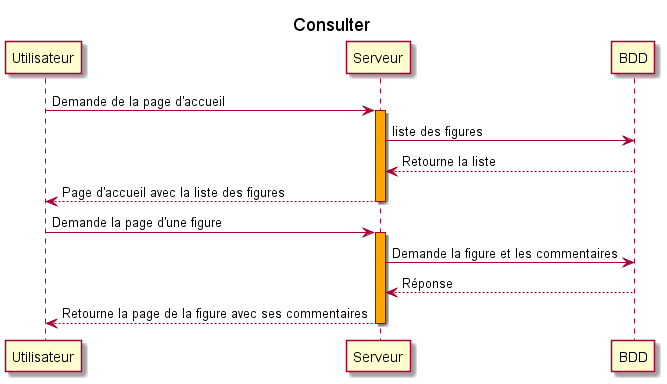 Consulter
Utilisateur
Serveur
BDD
Demande de la page d'accueil
liste des figures
Retourne la liste
Page d'accueil avec la liste des figures
Demande la page d'une figure
Demande la figure et les commentaires
Réponse
Retourne la page de la figure avec ses commentaires
Utilisateur
Serveur
BDD